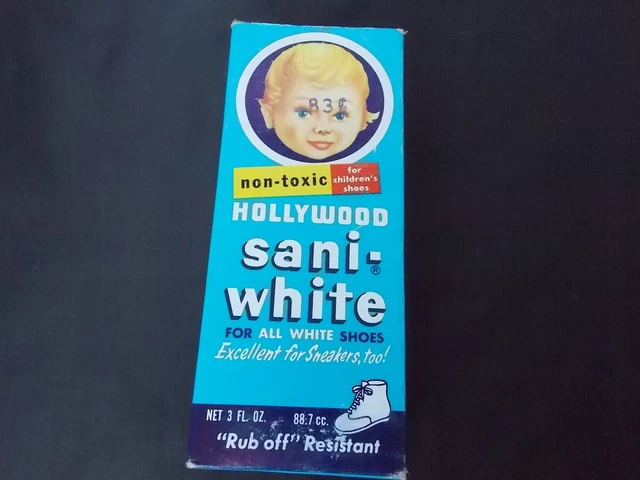 83¢
non-toxic
for
children's
shoes
HOLLYWOOD
sani-
®
white
FOR ALL WHITE SHOES
Excellent for Sneakers, too!
NET 3 FL. OZ. 88.7 cc.
"Rub off" Resistant